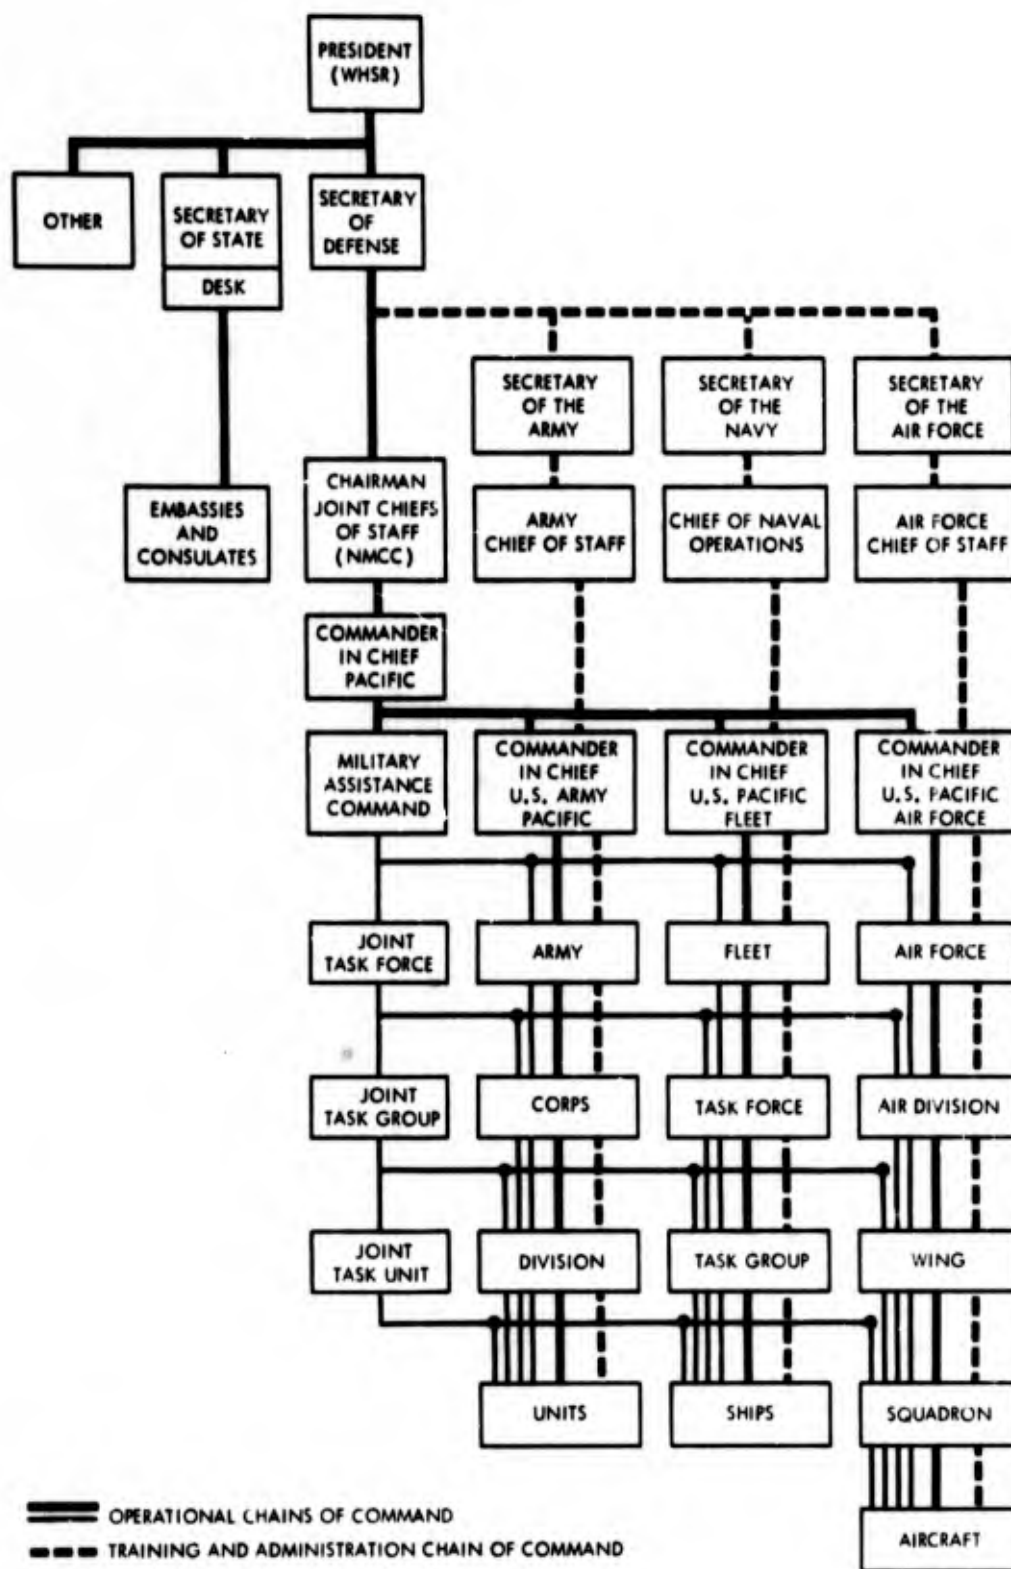 PRESIDENT
(WHSR)
OTHER
SECRETARY
OF STATE
DESK
SECRETARY
OF
DEFENSE
SECRETARY
OF THE
ARMY
SECRETARY
OF THE
NAVY
SECRETARY
OF THE
AIR FORCE
EMBASSIES
AND
CONSULATES
CHAIRMAN
JOINT CHIEFS
OF STAFF
(NMCC)
ARMY
CHIEF OF STAFF
CHIEF OF NAVAL
OPERATIONS
AIR FORCE
CHIEF OF STAFF
COMMANDER
IN CHIEF
PACIFIC
MILITARY
ASSISTANCE
COMMAND
COMMANDER
IN CHIEF
U.S. ARMY
PACIFIC
COMMANDER
IN CHIEF
U.S. PACIFIC
FLEET
COMMANDER
IN CHIEF
U.S. PACIFIC
AIR FORCE
JOINT
TASK FORCE
ARMY
FLEET
AIR FORCE
JOINT
TASK GROUP
CORPS
TASK FORCE
AIR DIVISION
JOINT
TASK UNIT
DIVISION
TASK GROUP
WING
UNITS
SHIPS
SQUADRON
AIRCRAFT
OPERATIONAL CHAINS OF COMMAND
TRAINING AND ADMINISTRATION CHAIN OF COMMAND